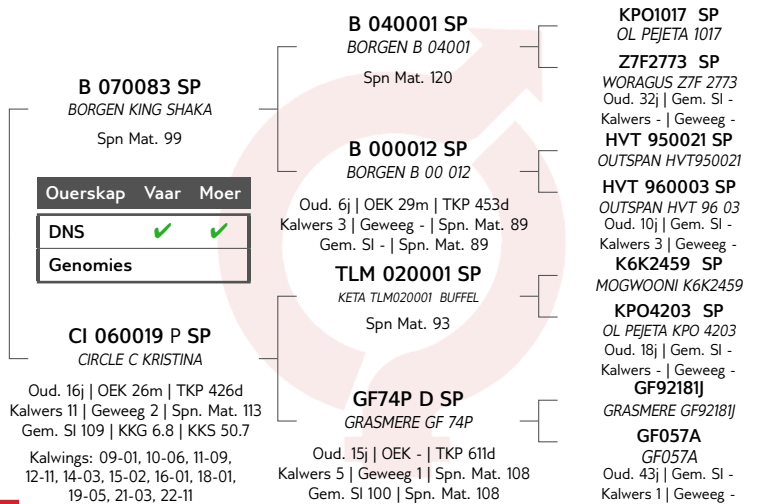 B 070083 SP
BORGEN KING SHAKA
Spn Mat. 99
Ouerskap Vaar Moer
DNS ✔ ✔
Genomies
CI 060019 P SP
CIRCLE C KRISTINA
Oud. 16j | OEK 26m | TKP 426d
Kalwers 11 | Geweeg 2 | Spn. Mat. 113
Gem. SI 109 | KKG 6.8 | KKS 50.7
Kalwings: 09-01, 10-06, 11-09,
12-11, 14-03, 15-02, 16-01, 18-01,
19-05, 21-03, 22-11
B 040001 SP
BORGEN B 04001
Spn Mat. 120
B 000012 SP
BORGEN B 00 012
Oud. 6j | OEK 29m | TKP 453d
Kalwers 3 | Geweeg - | Spn. Mat. 89
Gem. SI - | Spn. Mat. 89
TLM 020001 SP
KETA TLM020001 BUFFEL
Spn Mat. 93
GF74P D SP
GRASMERE GF 74P
Oud. 15j | OEK - | TKP 611d
Kalwers 5 | Geweeg 1 | Spn. Mat. 108
Gem. SI 100 | Spn. Mat. 108
KPO1017 SP
OL PEJETA 1017
Z7F2773 SP
WORAGUS Z7F 2773
Oud. 32j | Gem. SI -
Kalwers - | Geweeg -
HVT 950021 SP
OUTSPAN HVT950021
HVT 960003 SP
OUTSPAN HVT 96 03
Oud. 10j | Gem. SI -
Kalwers 3 | Geweeg -
K6K2459 SP
MOGWOONI K6K2459
KPO4203 SP
OL PEJETA KPO 4203
Oud. 18j | Gem. SI -
Kalwers - | Geweeg -
GF92181J
GRASMERE GF92181J
GF057A
GF057A
Oud. 43j | Gem. SI -
Kalwers 1 | Geweeg -